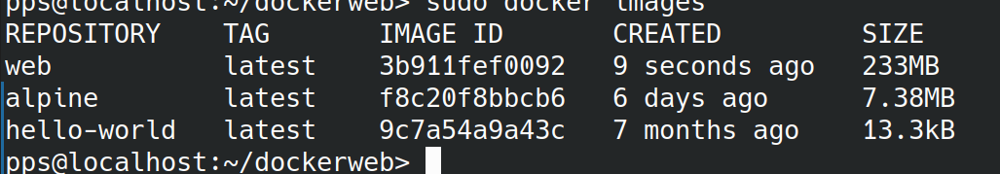 pps@localhost:~/dockerweb> sudo docker images
REPOSITORY TAG IMAGE ID CREATED SIZE
web latest 3b911fef0092 9 seconds ago 233MB
alpine latest f8c20f8bbcb6 6 days ago 7.38MB
hello-world latest 9c7a54a9a43c 7 months ago 13.3kB
pps@localhost:~/dockerweb>